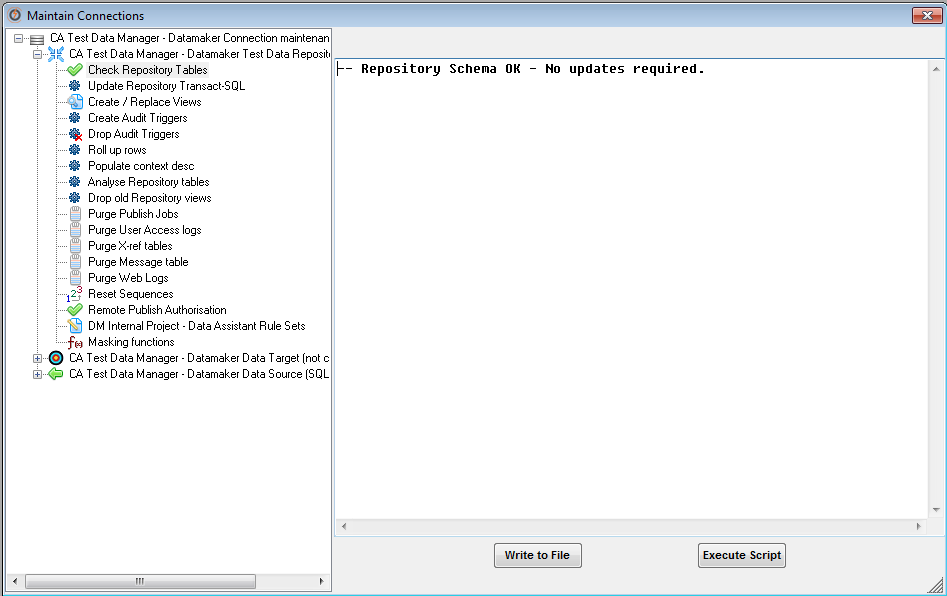 Maintain Connections
CA Test Data Manager - Datamaker Connection maintenan
CA Test Data Manager - Datamaker Test Data Reposit
Check Repository Tables
Update Repository Transact-SQL
Create / Replace Views
Create Audit Triggers
Drop Audit Triggers
Roll up rows
Populate context desc
Analyse Repository tables
Drop old Repository views
Purge Publish Jobs
Purge User Access logs
Purge X-ref tables
Purge Message table
Purge Web Logs
Reset Sequences
Remote Publish Authorisation
DM Internal Project - Data Assistant Rule Sets
Masking functions
CA Test Data Manager - Datamaker Data Target (not c
CA Test Data Manager - Datamaker Data Source (SQL
-- Repository Schema OK - No updates required.
Write to File
Execute Script